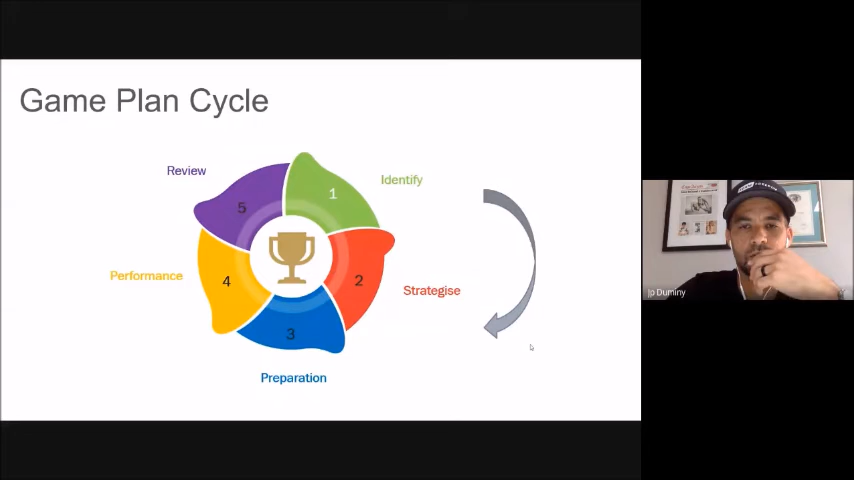 Game Plan Cycle
Review
1
Identify
5
Performance
4
2
Strategise
3
Preparation
Jp Duminy